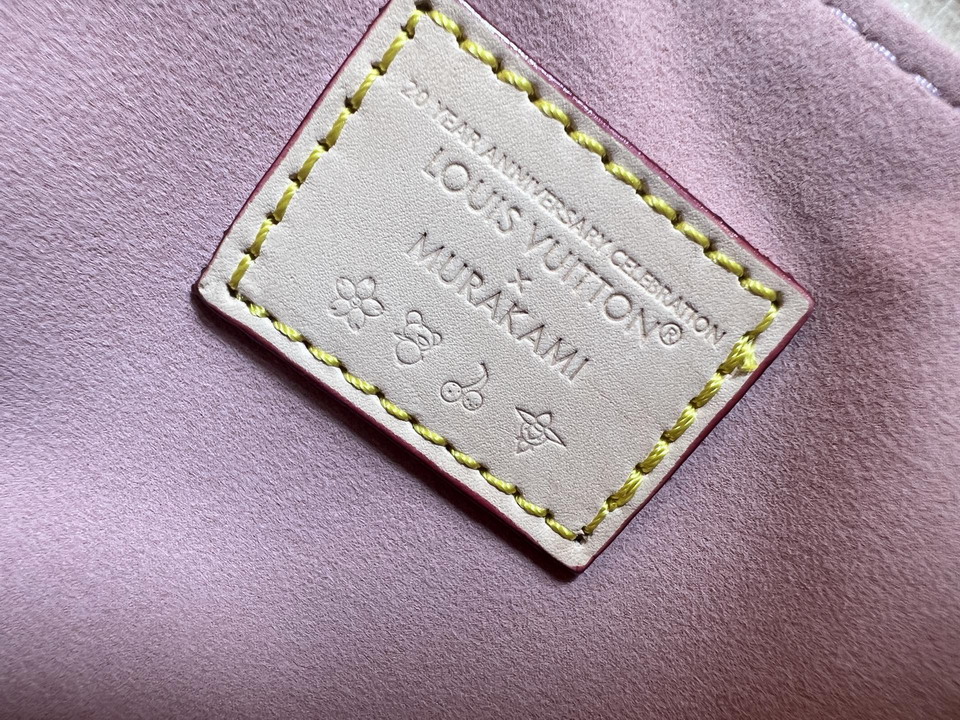 20 YEAR ANNIVERSARY CELEBRATION
LOUIS VUITTON®
×
MURAKAMI